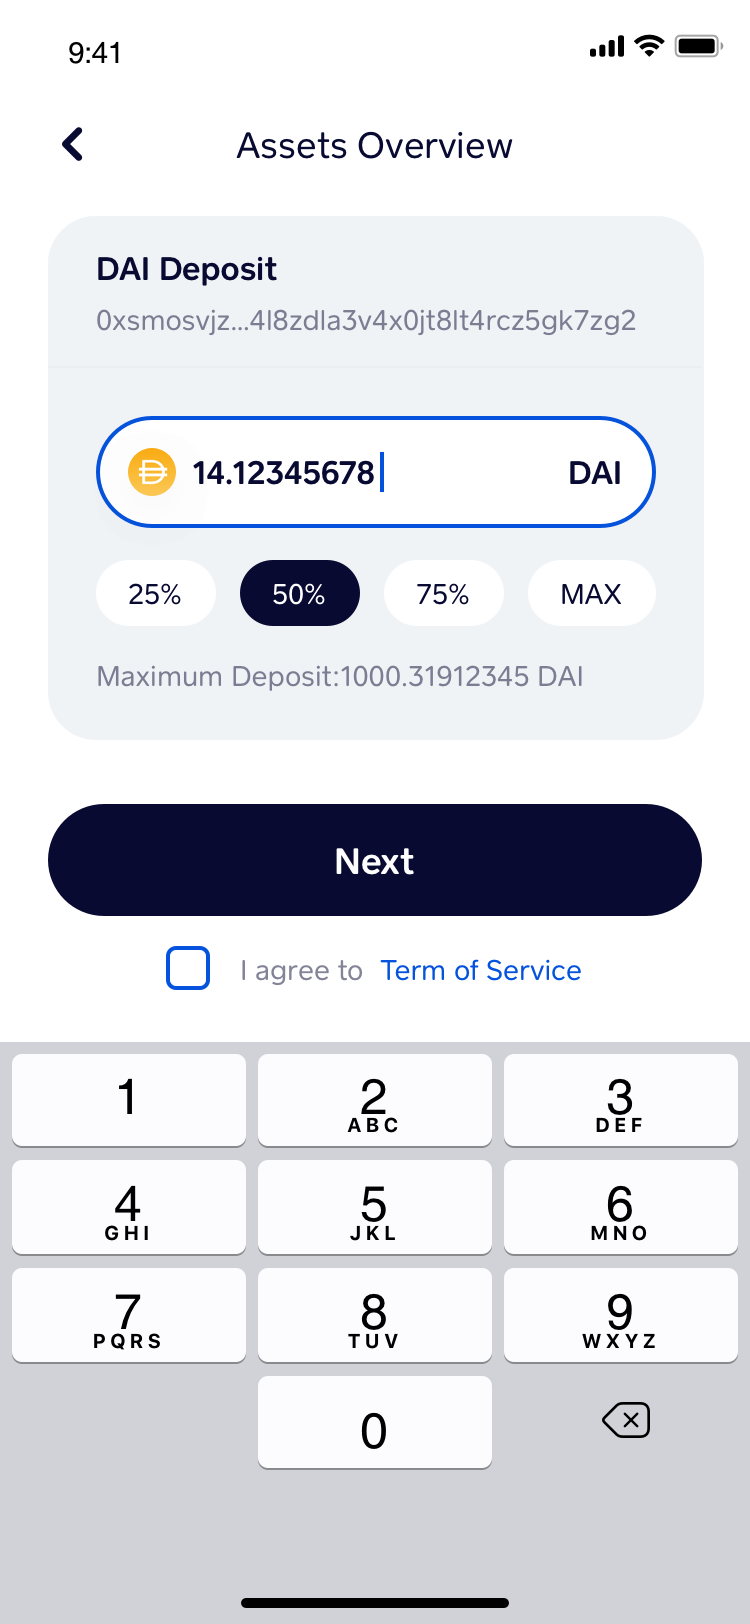 9:41
Assets Overview
DAI Deposit
0xsmosvjz...4l8zdla3v4x0jt8lt4rcz5gk7zg2
14.12345678 DAI
25% 50% 75% MAX
Maximum Deposit:1000.31912345 DAI
Next
I agree to Term of Service
1 2 3
ABC DEF
4 5 6
GHI JKL MNO
7 8 9
PQRS TUV WXYZ
0